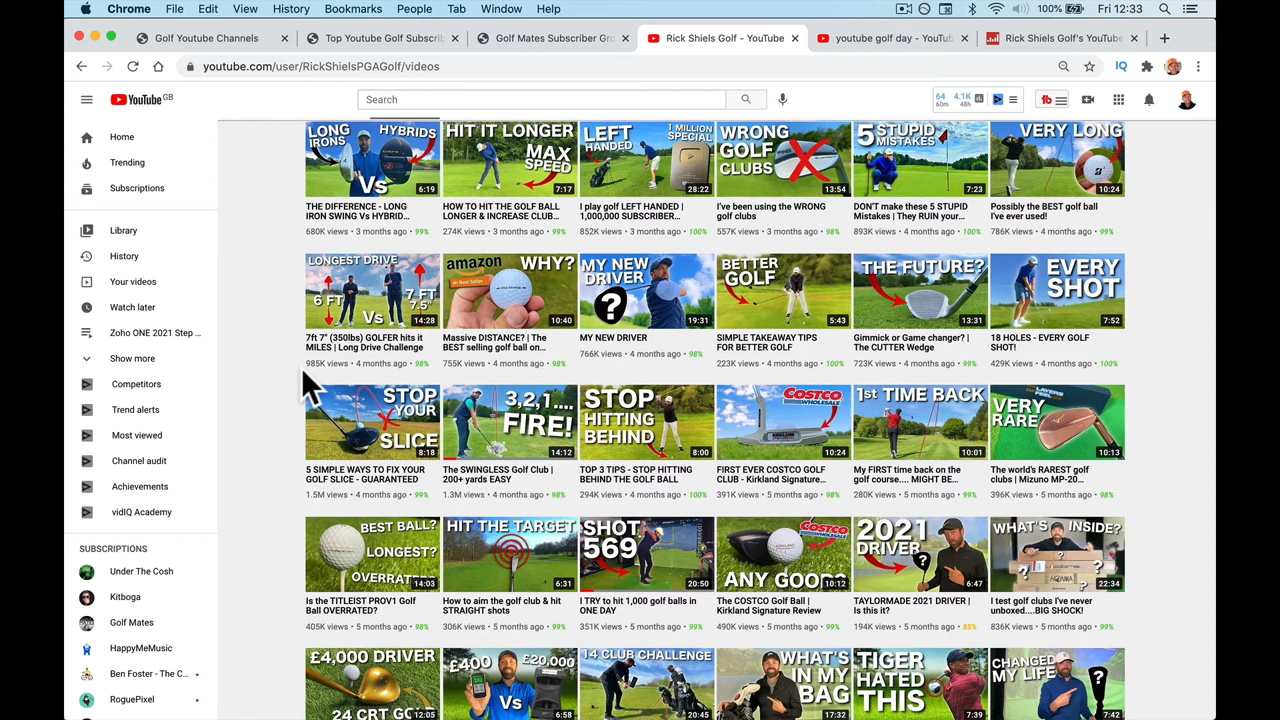 Chrome File Edit View History Bookmarks People Tab Window Help 100% Fri 12:33
Golf Youtube Channels Top Youtube Golf Subscrib Golf Mates Subscriber Gro Rick Shiels Golf - YouTube youtube golf day - YouTub Rick Shiels Golf's YouTube
youtube.com/user/RickShielsPGAGolf/videos IQ
YouTube GB Search 64 60m 4.1K 48h tb
Home
Trending
Subscriptions
Library
History
Your videos
Watch later
Zoho ONE 2021 Step ...
Show more
Competitors
Trend alerts
Most viewed
Channel audit
Achievements
vidIQ Academy
SUBSCRIPTIONS
Under The Cosh
Kitboga
Golf Mates
HappyMeMusic
Ben Foster - The C...
RoguePixel
LONG IRONS HYBRIDS Vs 6:19
THE DIFFERENCE - LONG
IRON SWING Vs HYBRID...
680K views • 3 months ago 99%
HIT IT LONGER MAX SPEED 7:17
HOW TO HIT THE GOLF BALL
LONGER & INCREASE CLUB...
274K views • 3 months ago 99%
LEFT HANDED 1 MILLION SPECIAL 28:22
I play golf LEFT HANDED |
1,000,000 SUBSCRIBER...
852K views • 3 months ago 100%
WRONG GOLF CLUBS 13:54
I've been using the WRONG
golf clubs
557K views • 3 months ago 98%
5 STUPID MISTAKES 7:23
DON'T make these 5 STUPID
Mistakes | They RUIN your...
893K views • 4 months ago 100%
VERY LONG 10:24
Possibly the BEST golf ball
I've ever used!
786K views • 4 months ago 99%
LONGEST DRIVE 6 FT Vs 7 FT 7.5" 14:28
7ft 7" (350lbs) GOLFER hits it
MILES | Long Drive Challenge
985K views • 4 months ago 98%
amazon #1 Best Seller WHY? 10:40
Massive DISTANCE? | The
BEST selling golf ball on...
755K views • 4 months ago 98%
MY NEW DRIVER ? 19:31
MY NEW DRIVER
766K views • 4 months ago 98%
BETTER GOLF 5:43
SIMPLE TAKEAWAY TIPS
FOR BETTER GOLF
223K views • 4 months ago 100%
THE FUTURE? 13:31
Gimmick or Game changer? |
The CUTTER Wedge
723K views • 4 months ago 99%
EVERY SHOT 7:52
18 HOLES - EVERY GOLF
SHOT!
429K views • 4 months ago 100%
STOP YOUR SLICE 8:18
5 SIMPLE WAYS TO FIX YOUR
GOLF SLICE - GUARANTEED
1.5M views • 4 months ago 99%
3,2,1.... FIRE! 14:12
The SWINGLESS Golf Club |
200+ yards EASY
1.3M views • 4 months ago 98%
STOP HITTING BEHIND 8:00
TOP 3 TIPS - STOP HITTING
BEHIND THE GOLF BALL
294K views • 4 months ago 100%
COSTCO WHOLESALE 10:24
FIRST EVER COSTCO GOLF
CLUB - Kirkland Signature...
391K views • 5 months ago 98%
1st TIME BACK 10:01
My FIRST time back on the
golf course.... MIGHT BE...
280K views • 5 months ago 99%
LAYERS OF FEEL VERY RARE 10:13
The world's RAREST golf
clubs | Mizuno MP-20...
396K views • 5 months ago 98%
BEST BALL? LONGEST? OVERRAT 14:03
Is the TITLEIST PROV1 Golf
Ball OVERRATED?
405K views • 5 months ago 98%
HIT THE TARGET 6:31
How to aim the golf club & hit
STRAIGHT shots
306K views • 5 months ago 99%
SHOT 569 20:50
I TRY to hit 1,000 golf balls in
ONE DAY
351K views • 5 months ago 99%
COSTCO WHOLESALE ANY GOO 10:12
The COSTCO Golf Ball |
Kirkland Signature Review
490K views • 5 months ago 99%
2021 DRIVER ? 6:47
TAYLORMADE 2021 DRIVER |
Is this it?
194K views • 5 months ago 85%
WHAT'S INSIDE? ? ? ? HONMA 22:34
I test golf clubs I've never
unboxed....BIG SHOCK!
836K views • 5 months ago 99%
£4,000 DRIVER 24 CRT GO 12:05
£400 Vs £20,000 6:58
14 CLUB CHALLENGE 20:45
WHAT'S IN MY BAG 17:32
TIGER HATED THIS 7:39
CHANGED MY LIFE ? 7:42